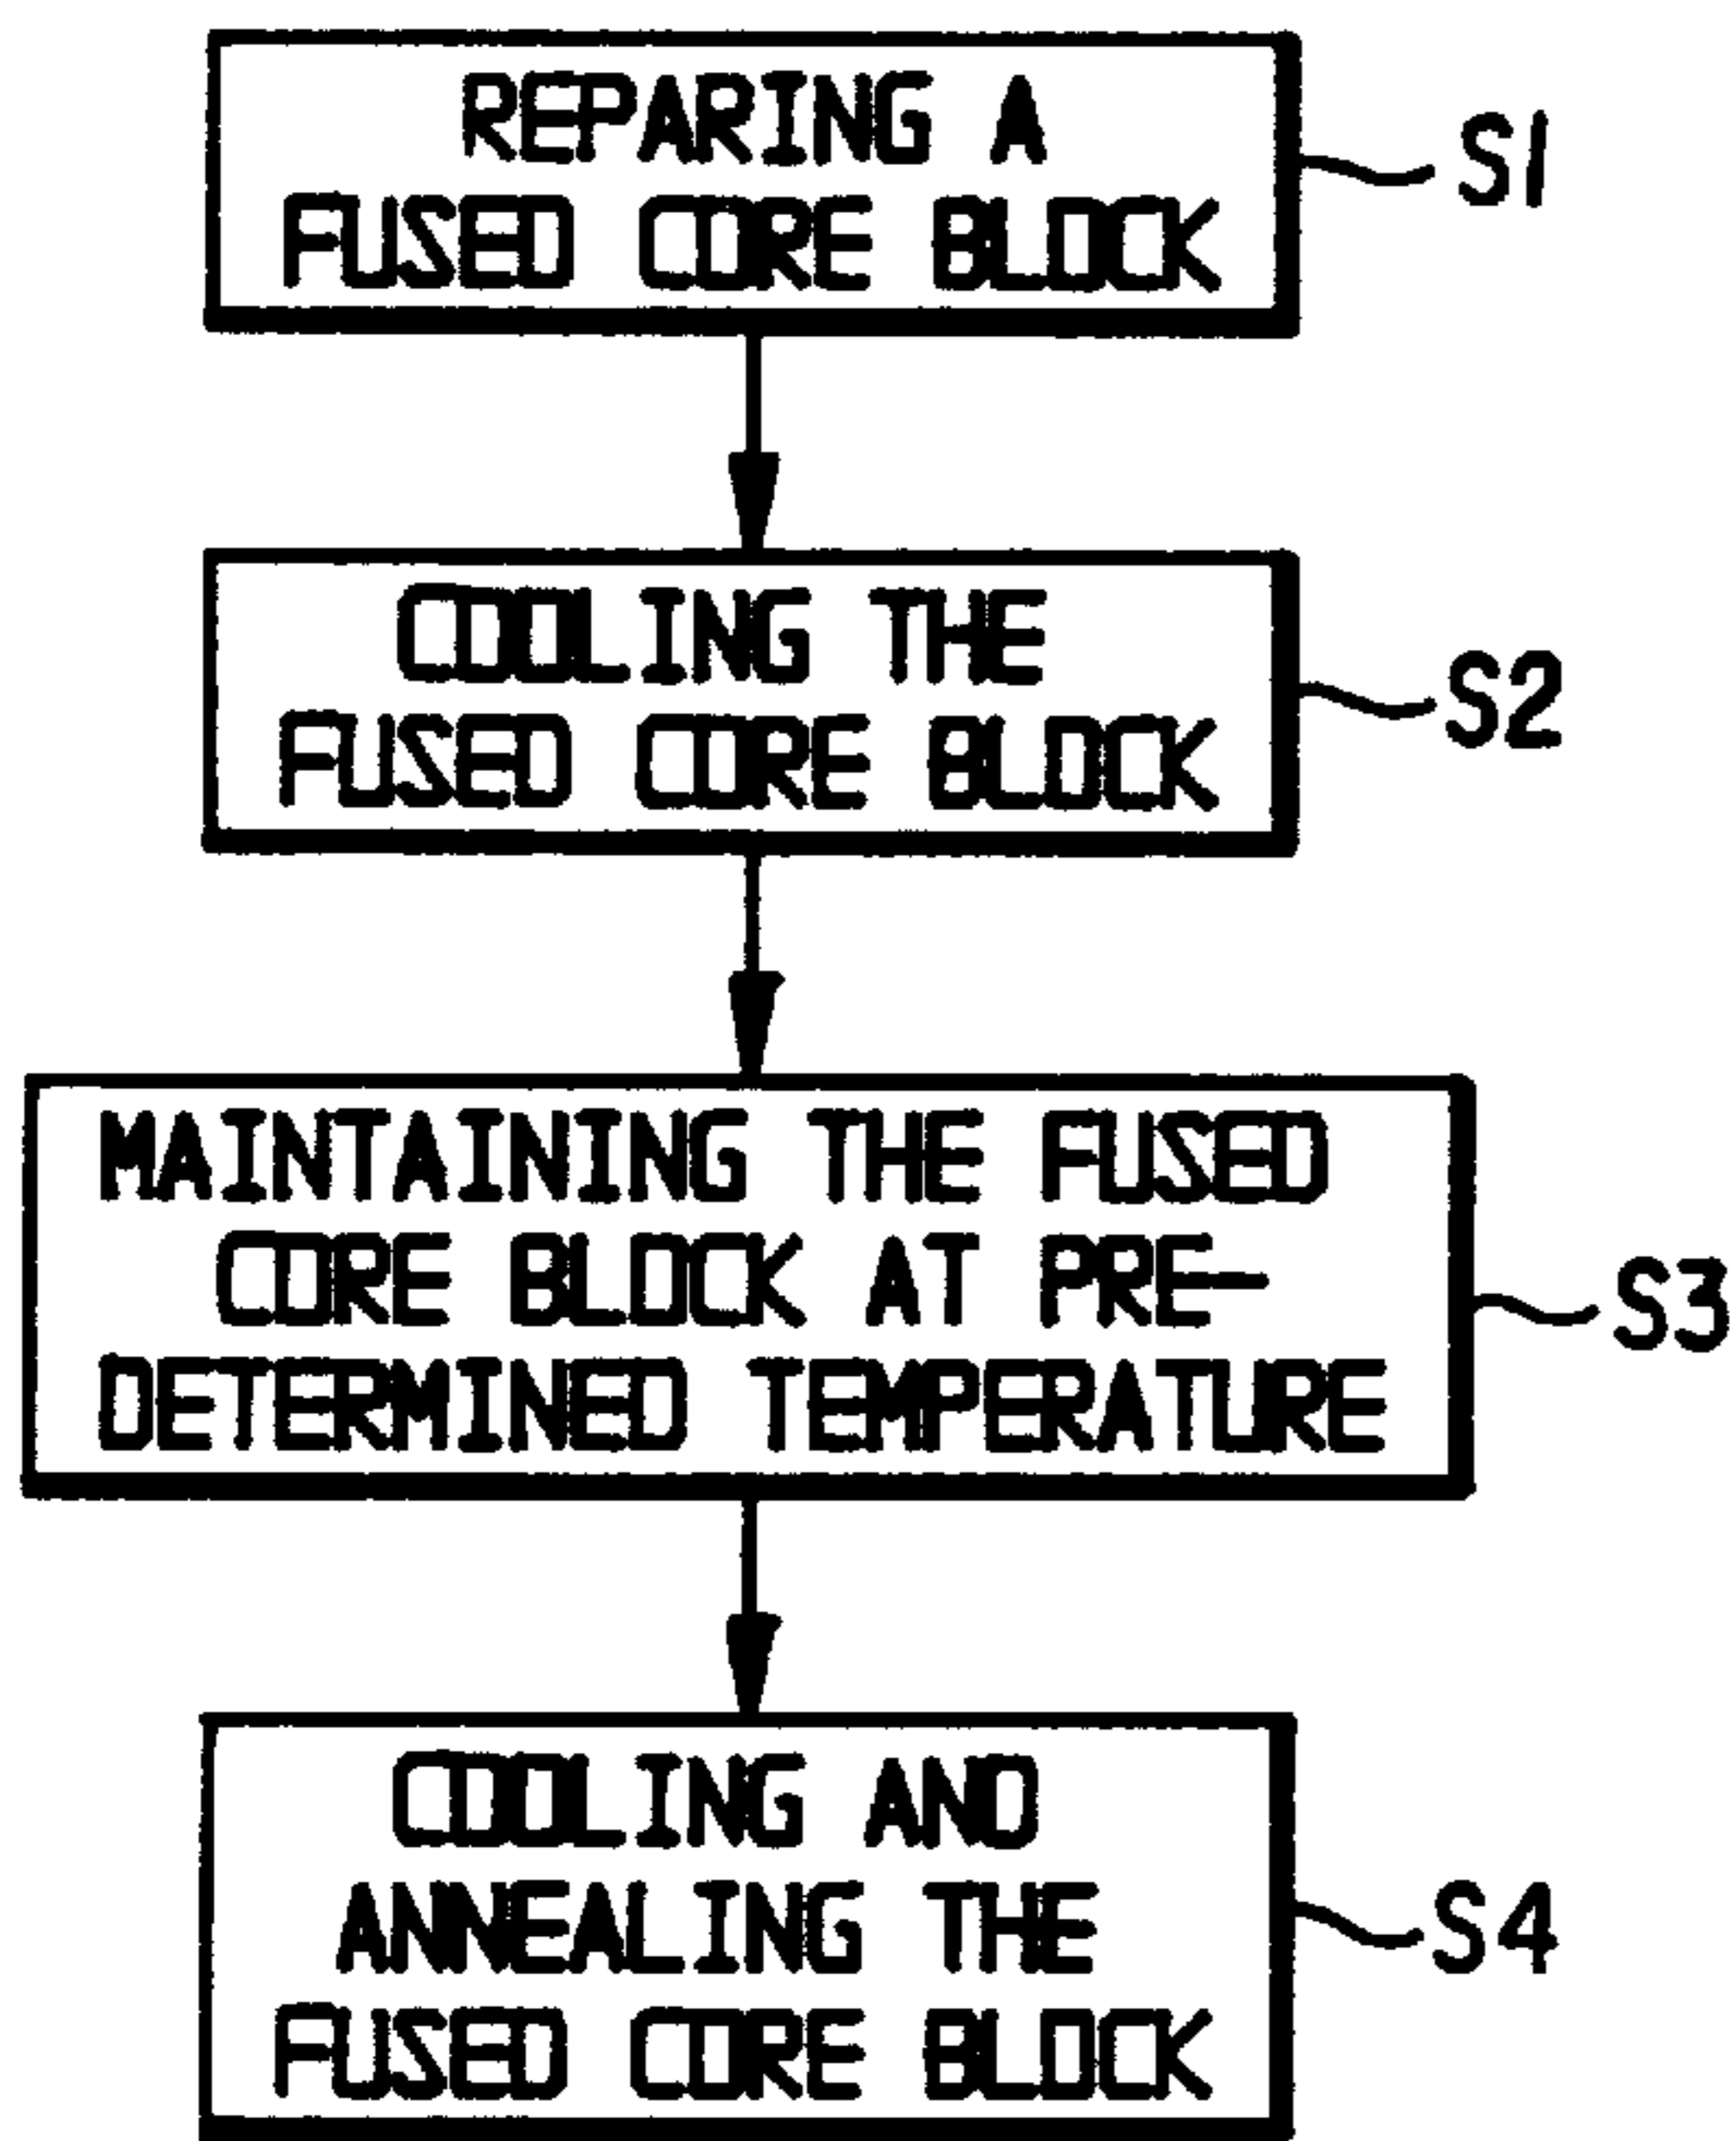 REPARING A
FUSED CORE BLOCK
S1
COOLING THE
FUSED CORE BLOCK
S2
MAINTAINING THE FUSED
CORE BLOCK AT PRE-
DETERMINED TEMPERATURE
S3
COOLING AND
ANNEALING THE
FUSED CORE BLOCK
S4